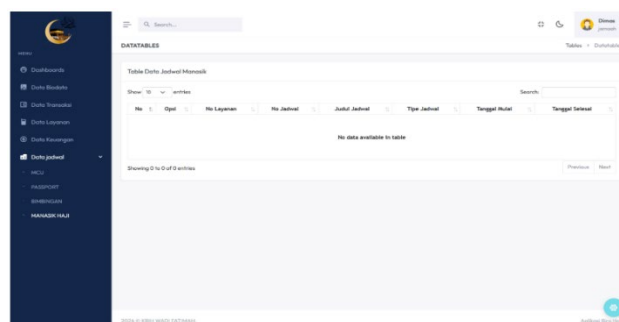 Search...
Dimas
jamaah
DATATABLES
Tables > Datatables
MENU
Dashboards
Data Biodata
Data Transaksi
Data Layanan
Data Keuangan
Data jadwal
MCU
PASSPORT
BIMBINGAN
MANASIK HAJI
Table Data Jadwal Manasik
Show 10 entries
Search:
No Opsi No Layanan No Jadwal Judul Jadwal Tipe Jadwal Tanggal Mulai Tanggal Selesai
No data available in table
Showing 0 to 0 of 0 entries
Previous Next